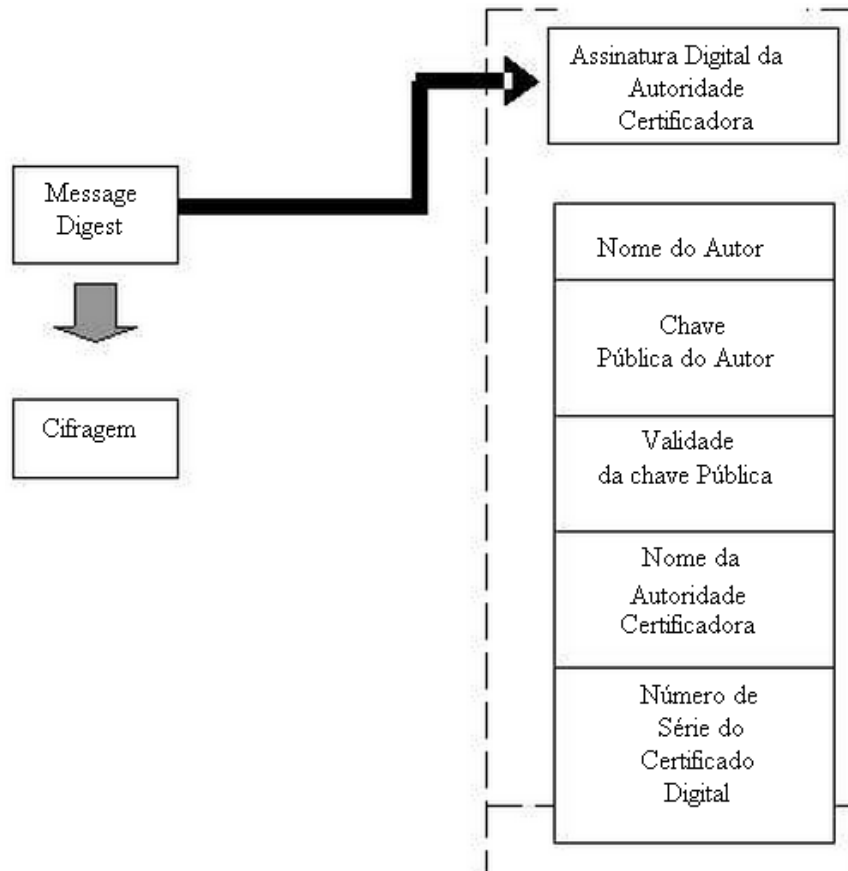 Assinatura Digital da
Autoridade
Certificadora
Message
Digest
Nome do Autor
Chave
Pública do Autor
Cifragem
Validade
da chave Pública
Nome da
Autoridade
Certificadora
Número de
Série do
Certificado
Digital